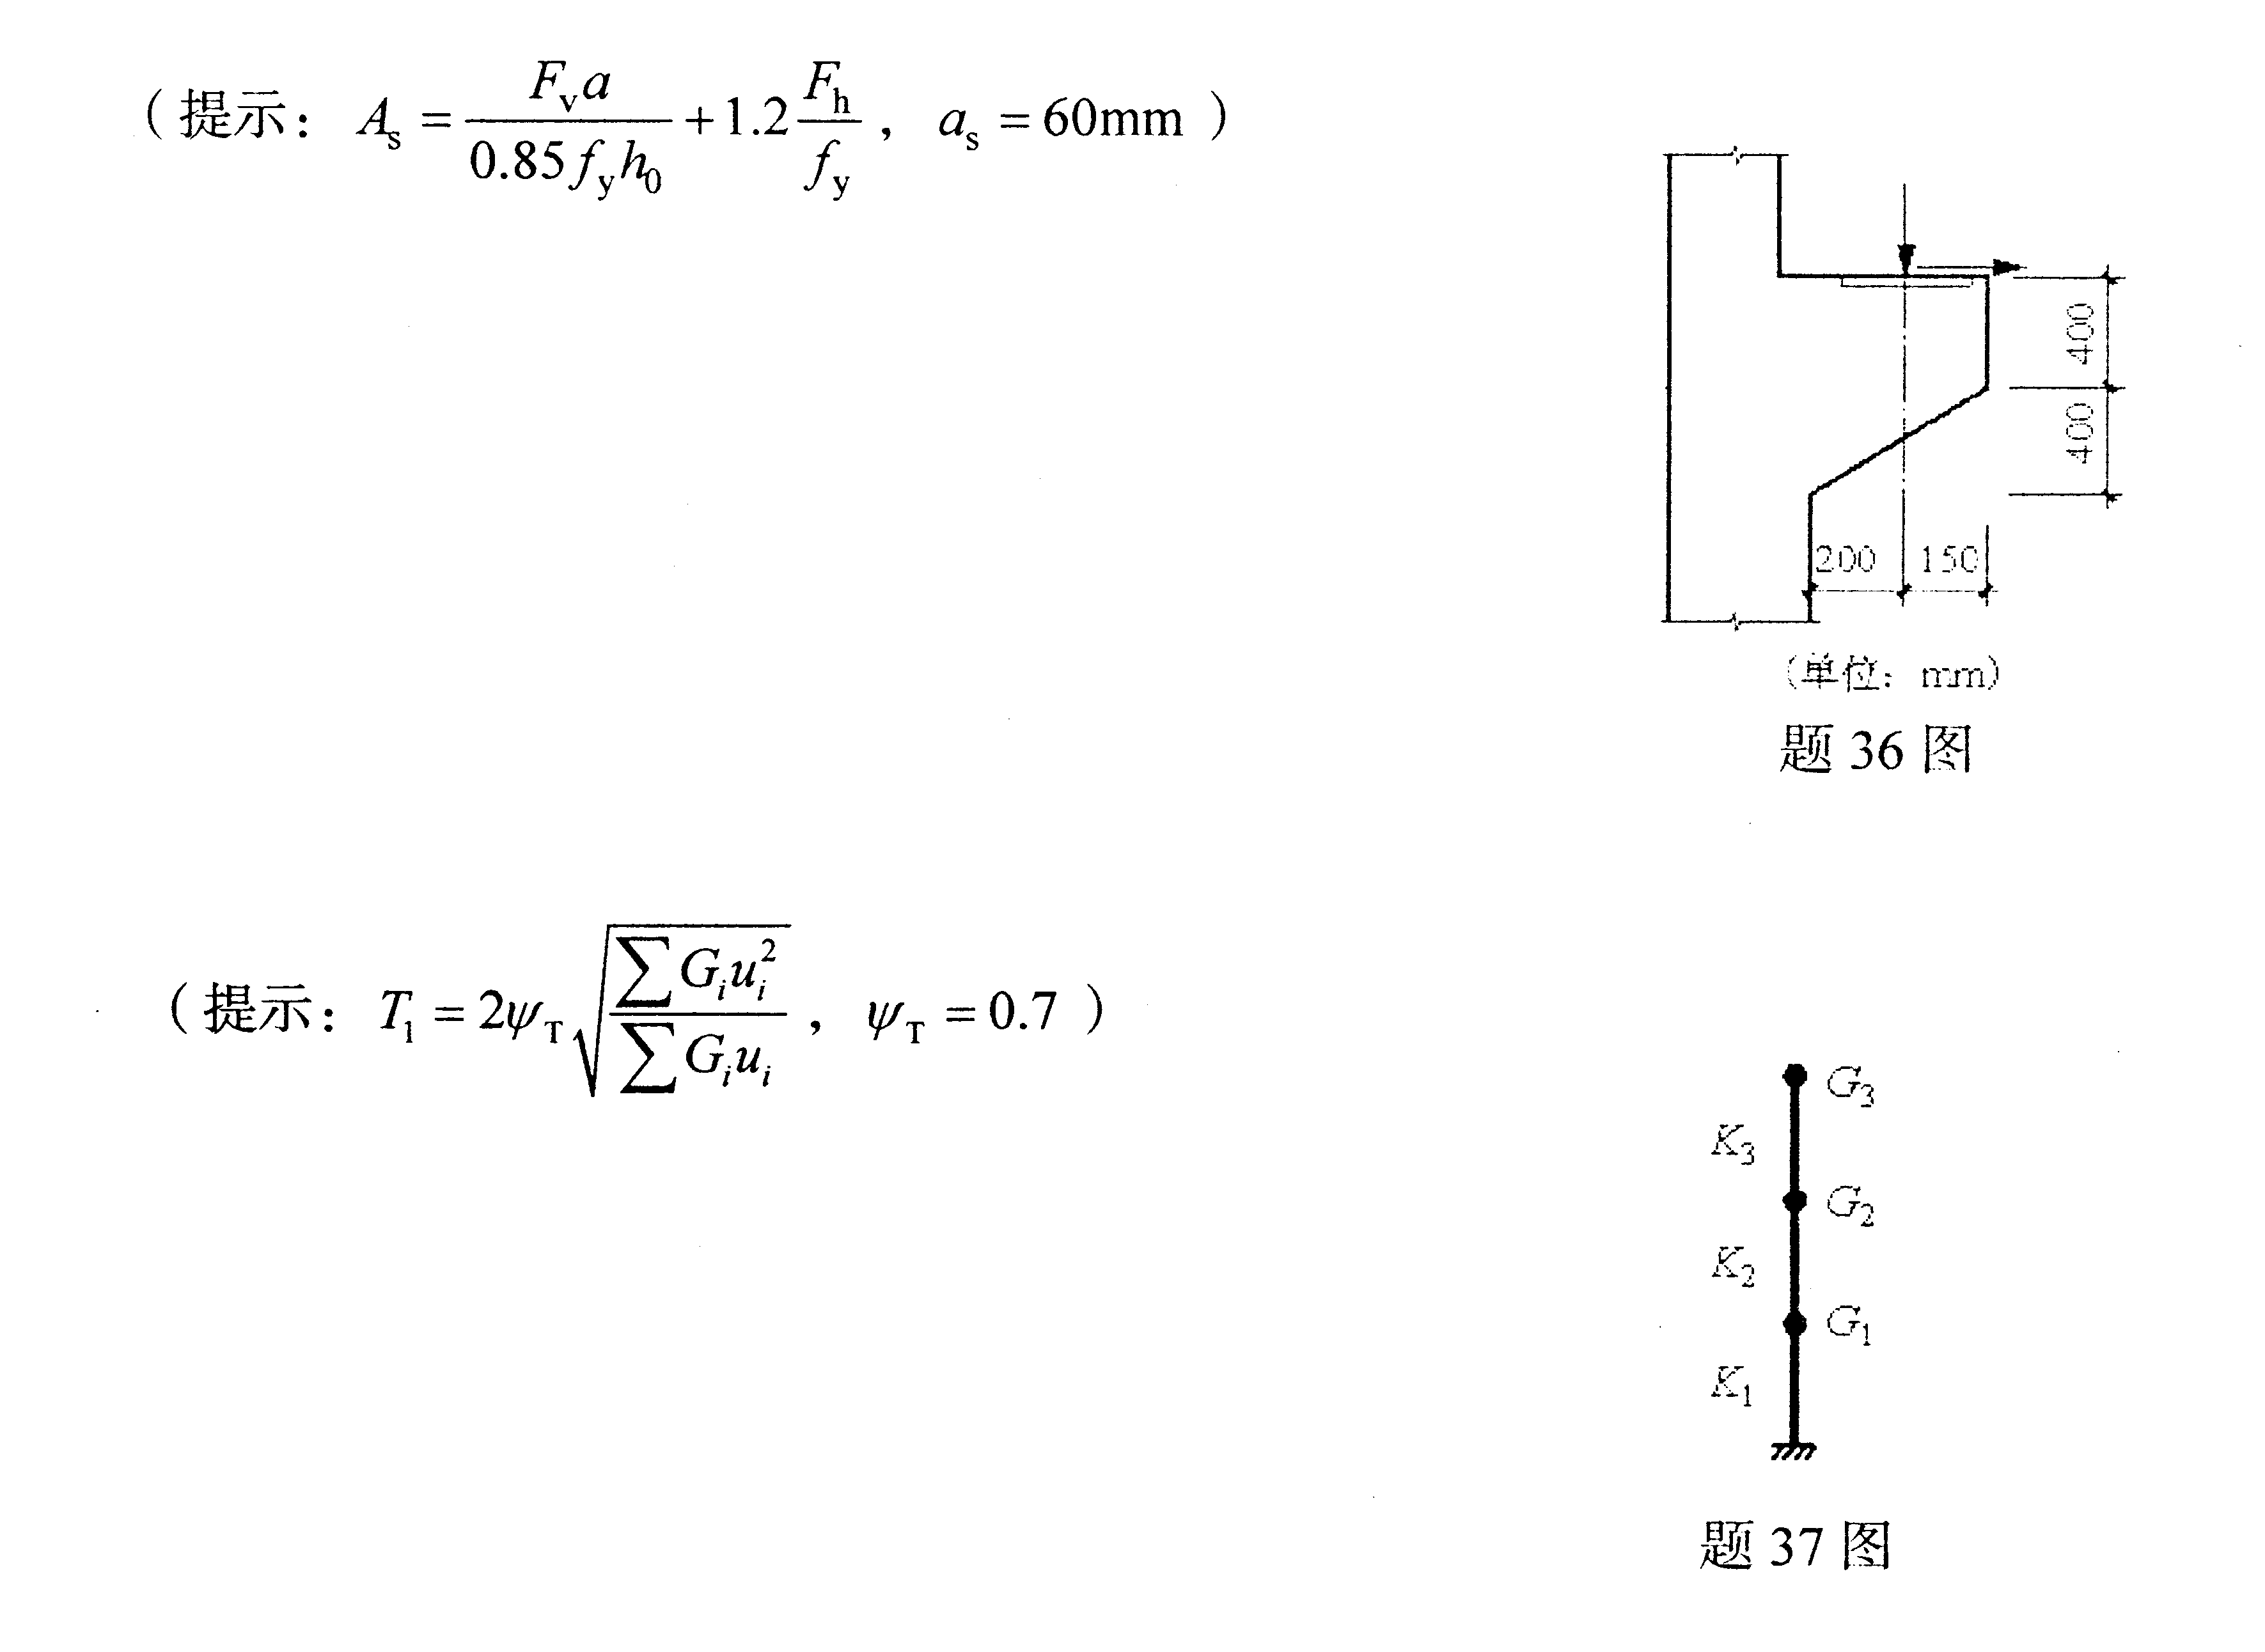 （提示： A_s = F_v a / 0.85 f_y h_0 + 1.2 F_h / f_y ， a_s = 60mm ）
400
400
200 150
(单位: mm)
题 36 图
（提示： T_1 = 2ψ_T √(∑ G_i u_i^2 / ∑ G_i u_i) ， ψ_T = 0.7 ）
G_3
K_3
G_2
K_2
G_1
K_1
题 37 图